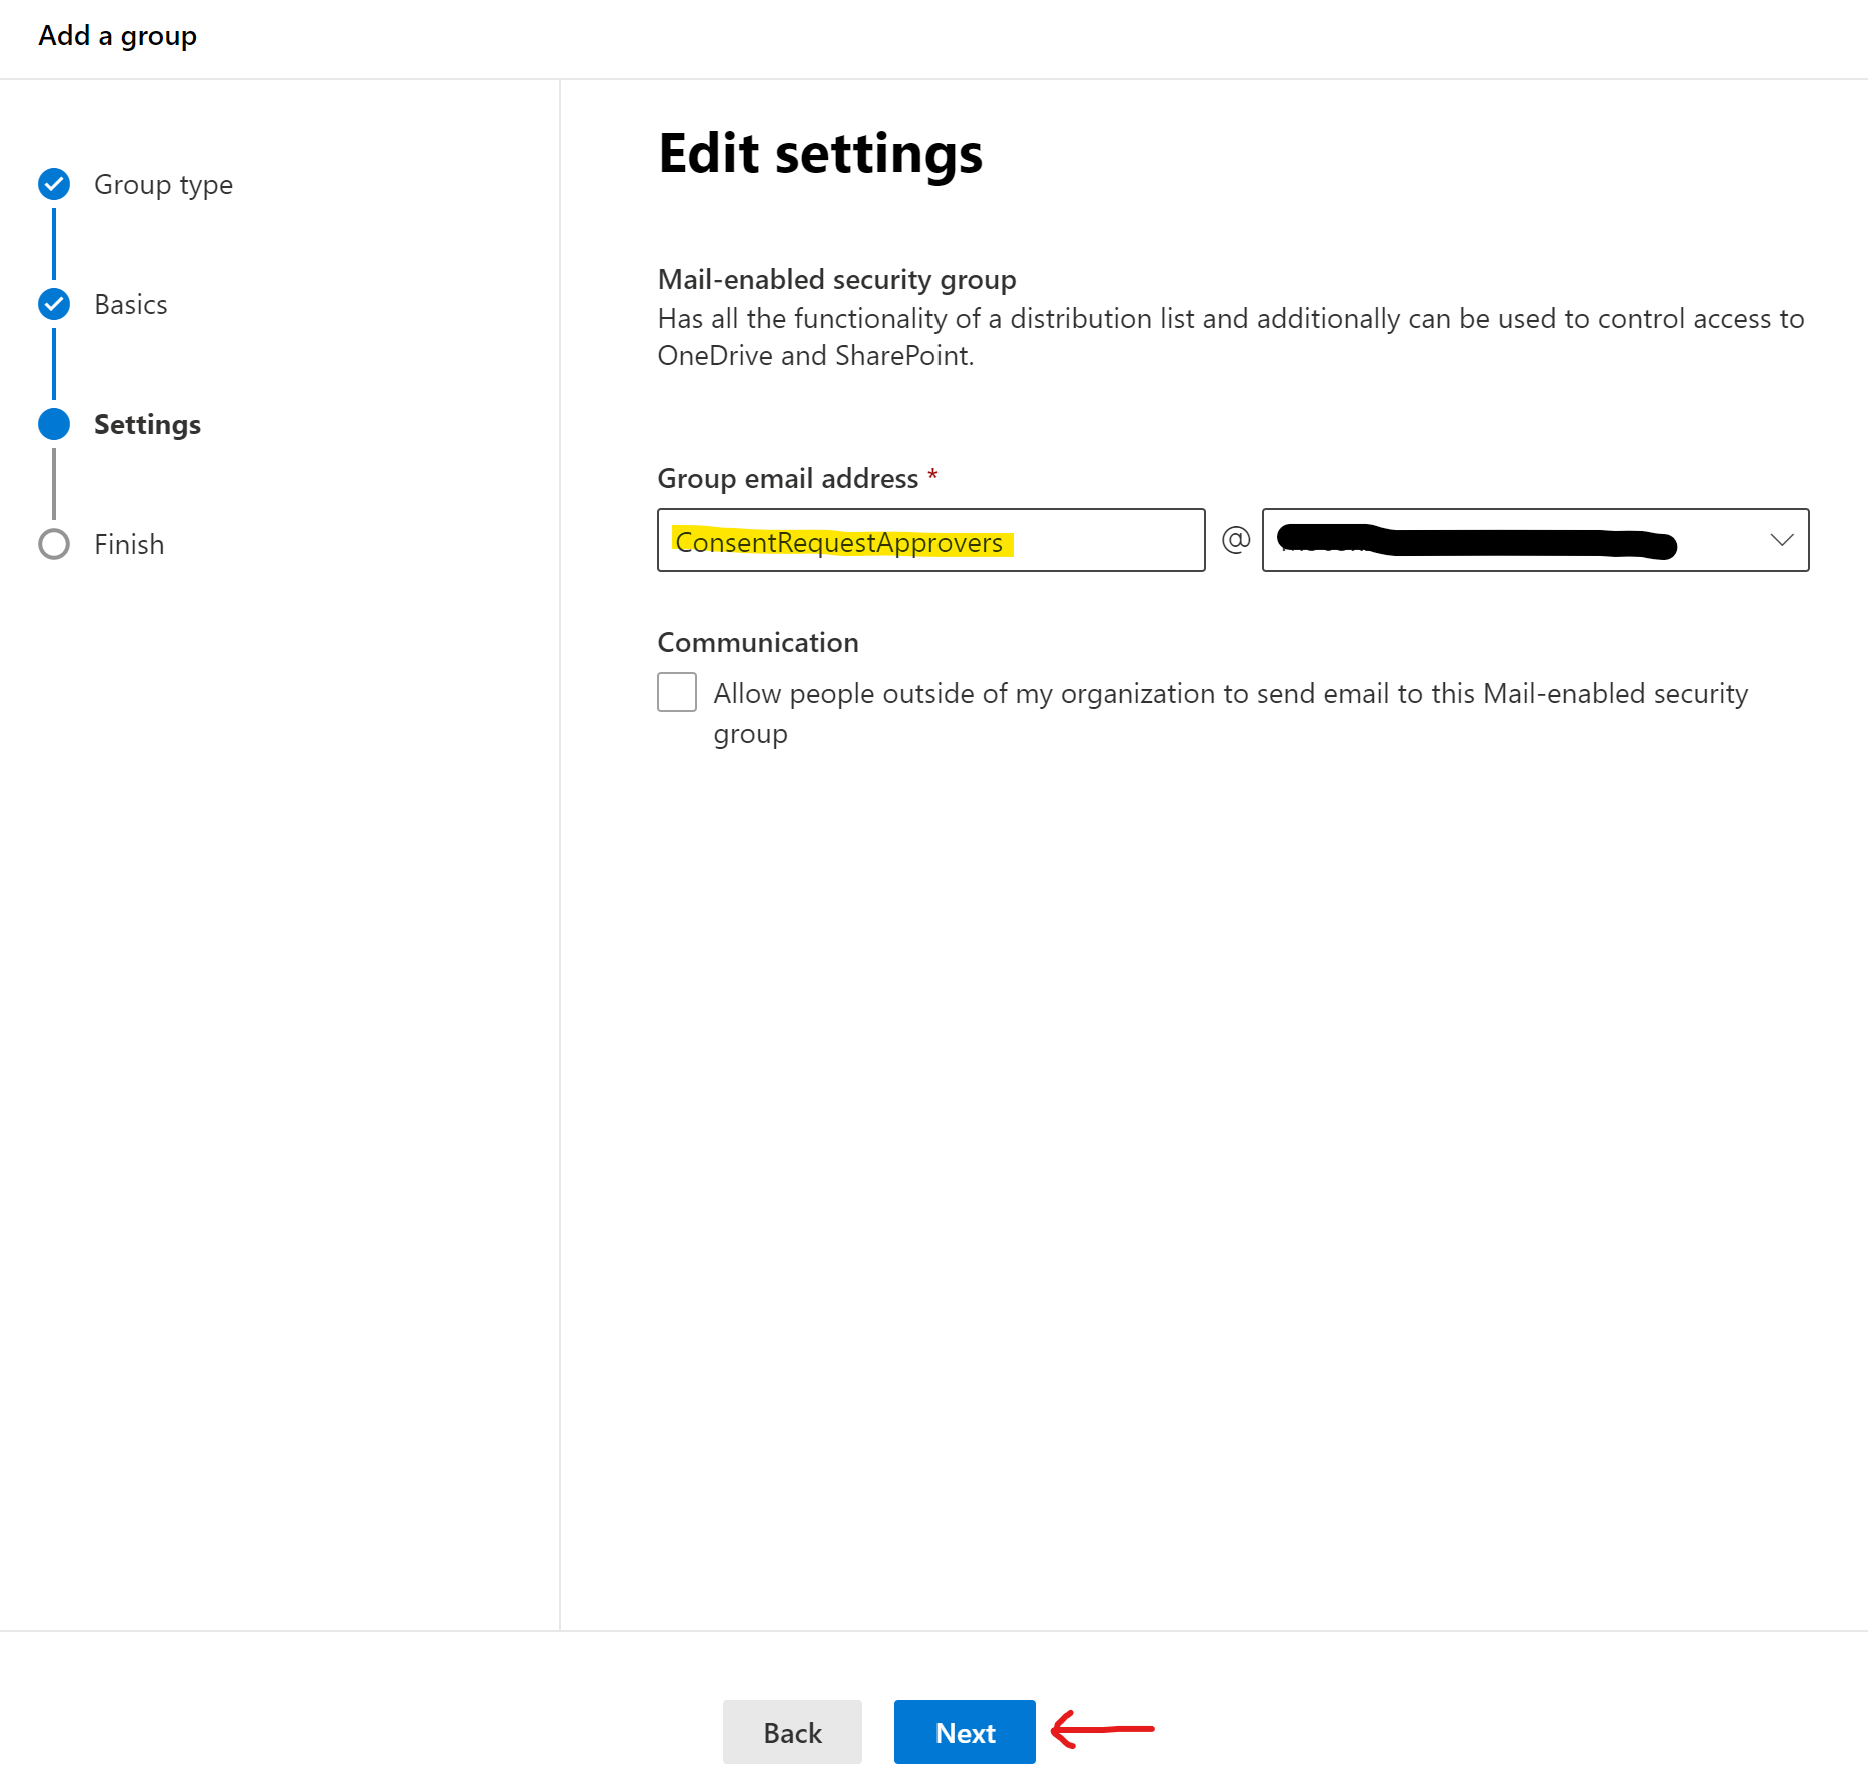 Add a group
Group type
Basics
Settings
Finish
Edit settings
Mail-enabled security group
Has all the functionality of a distribution list and additionally can be used to control access to
OneDrive and SharePoint.
Group email address *
ConsentRequestApprovers @
Communication
Allow people outside of my organization to send email to this Mail-enabled security
group
Back Next